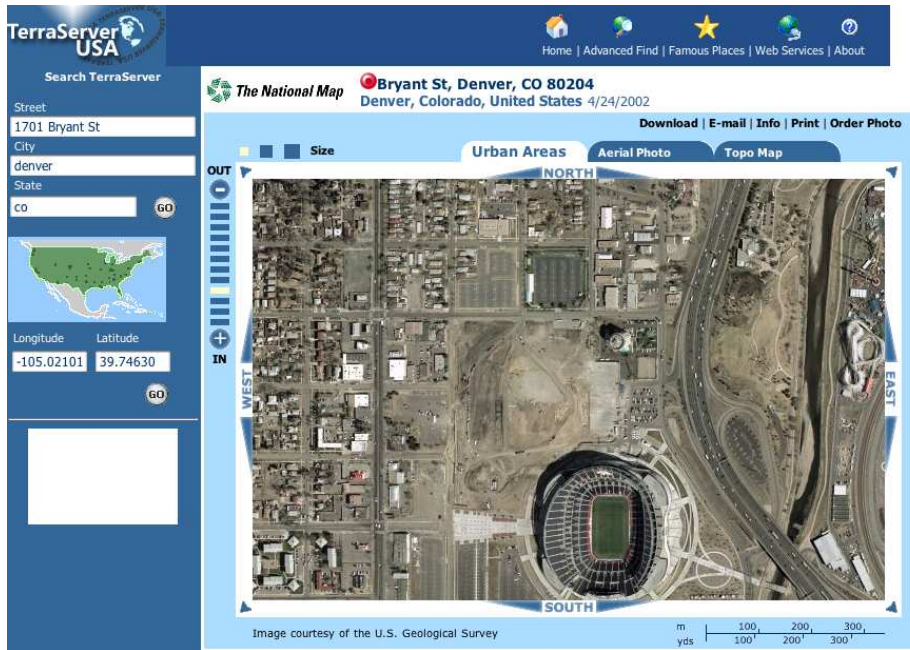 TerraServer
USA
Home | Advanced Find | Famous Places | Web Services | About
Search TerraServer
Street
1701 Bryant St
City
denver
State
co
GO
Longitude Latitude
-105.02101 39.74630
GO
The National Map
Bryant St, Denver, CO 80204
Denver, Colorado, United States 4/24/2002
Download | E-mail | Info | Print | Order Photo
Size
Urban Areas Aerial Photo Topo Map
OUT
IN
NORTH
WEST
EAST
SOUTH
Image courtesy of the U.S. Geological Survey
m 100 200 300
yds 100 200 300